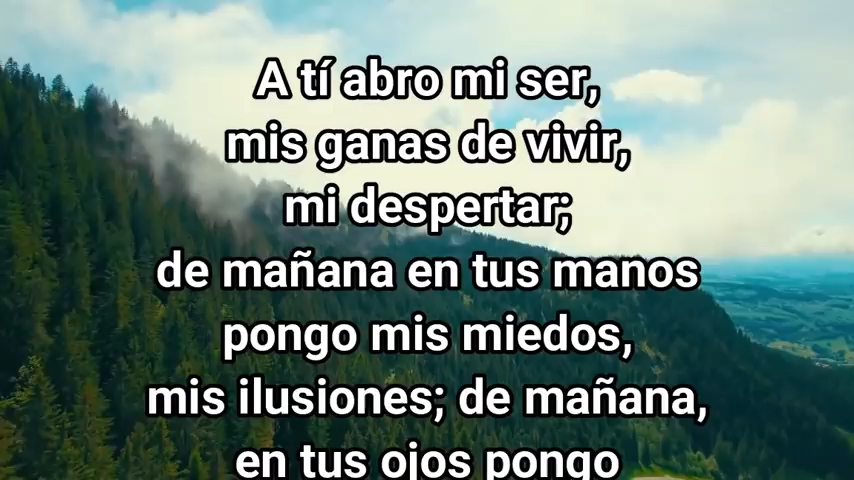 A tí abro mi ser,
mis ganas de vivir,
mi despertar;
de mañana en tus manos
pongo mis miedos,
mis ilusiones; de mañana,
en tus ojos pongo